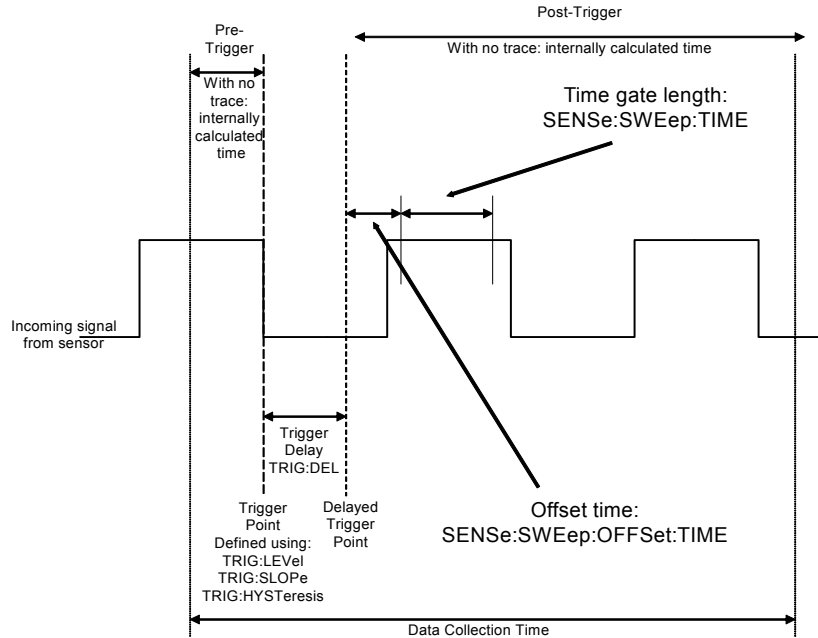 Post-Trigger
With no trace: internally calculated time
Pre-
Trigger
With no
trace:
internally
calculated
time
Time gate length:
SENSe:SWEep:TIME
Incoming signal
from sensor
Trigger
Delay
TRIG:DEL
Trigger
Point
Defined using:
TRIG:LEVel
TRIG:SLOPe
TRIG:HYSTeresis
Delayed
Trigger
Point
Offset time:
SENSe:SWEep:OFFSet:TIME
Data Collection Time